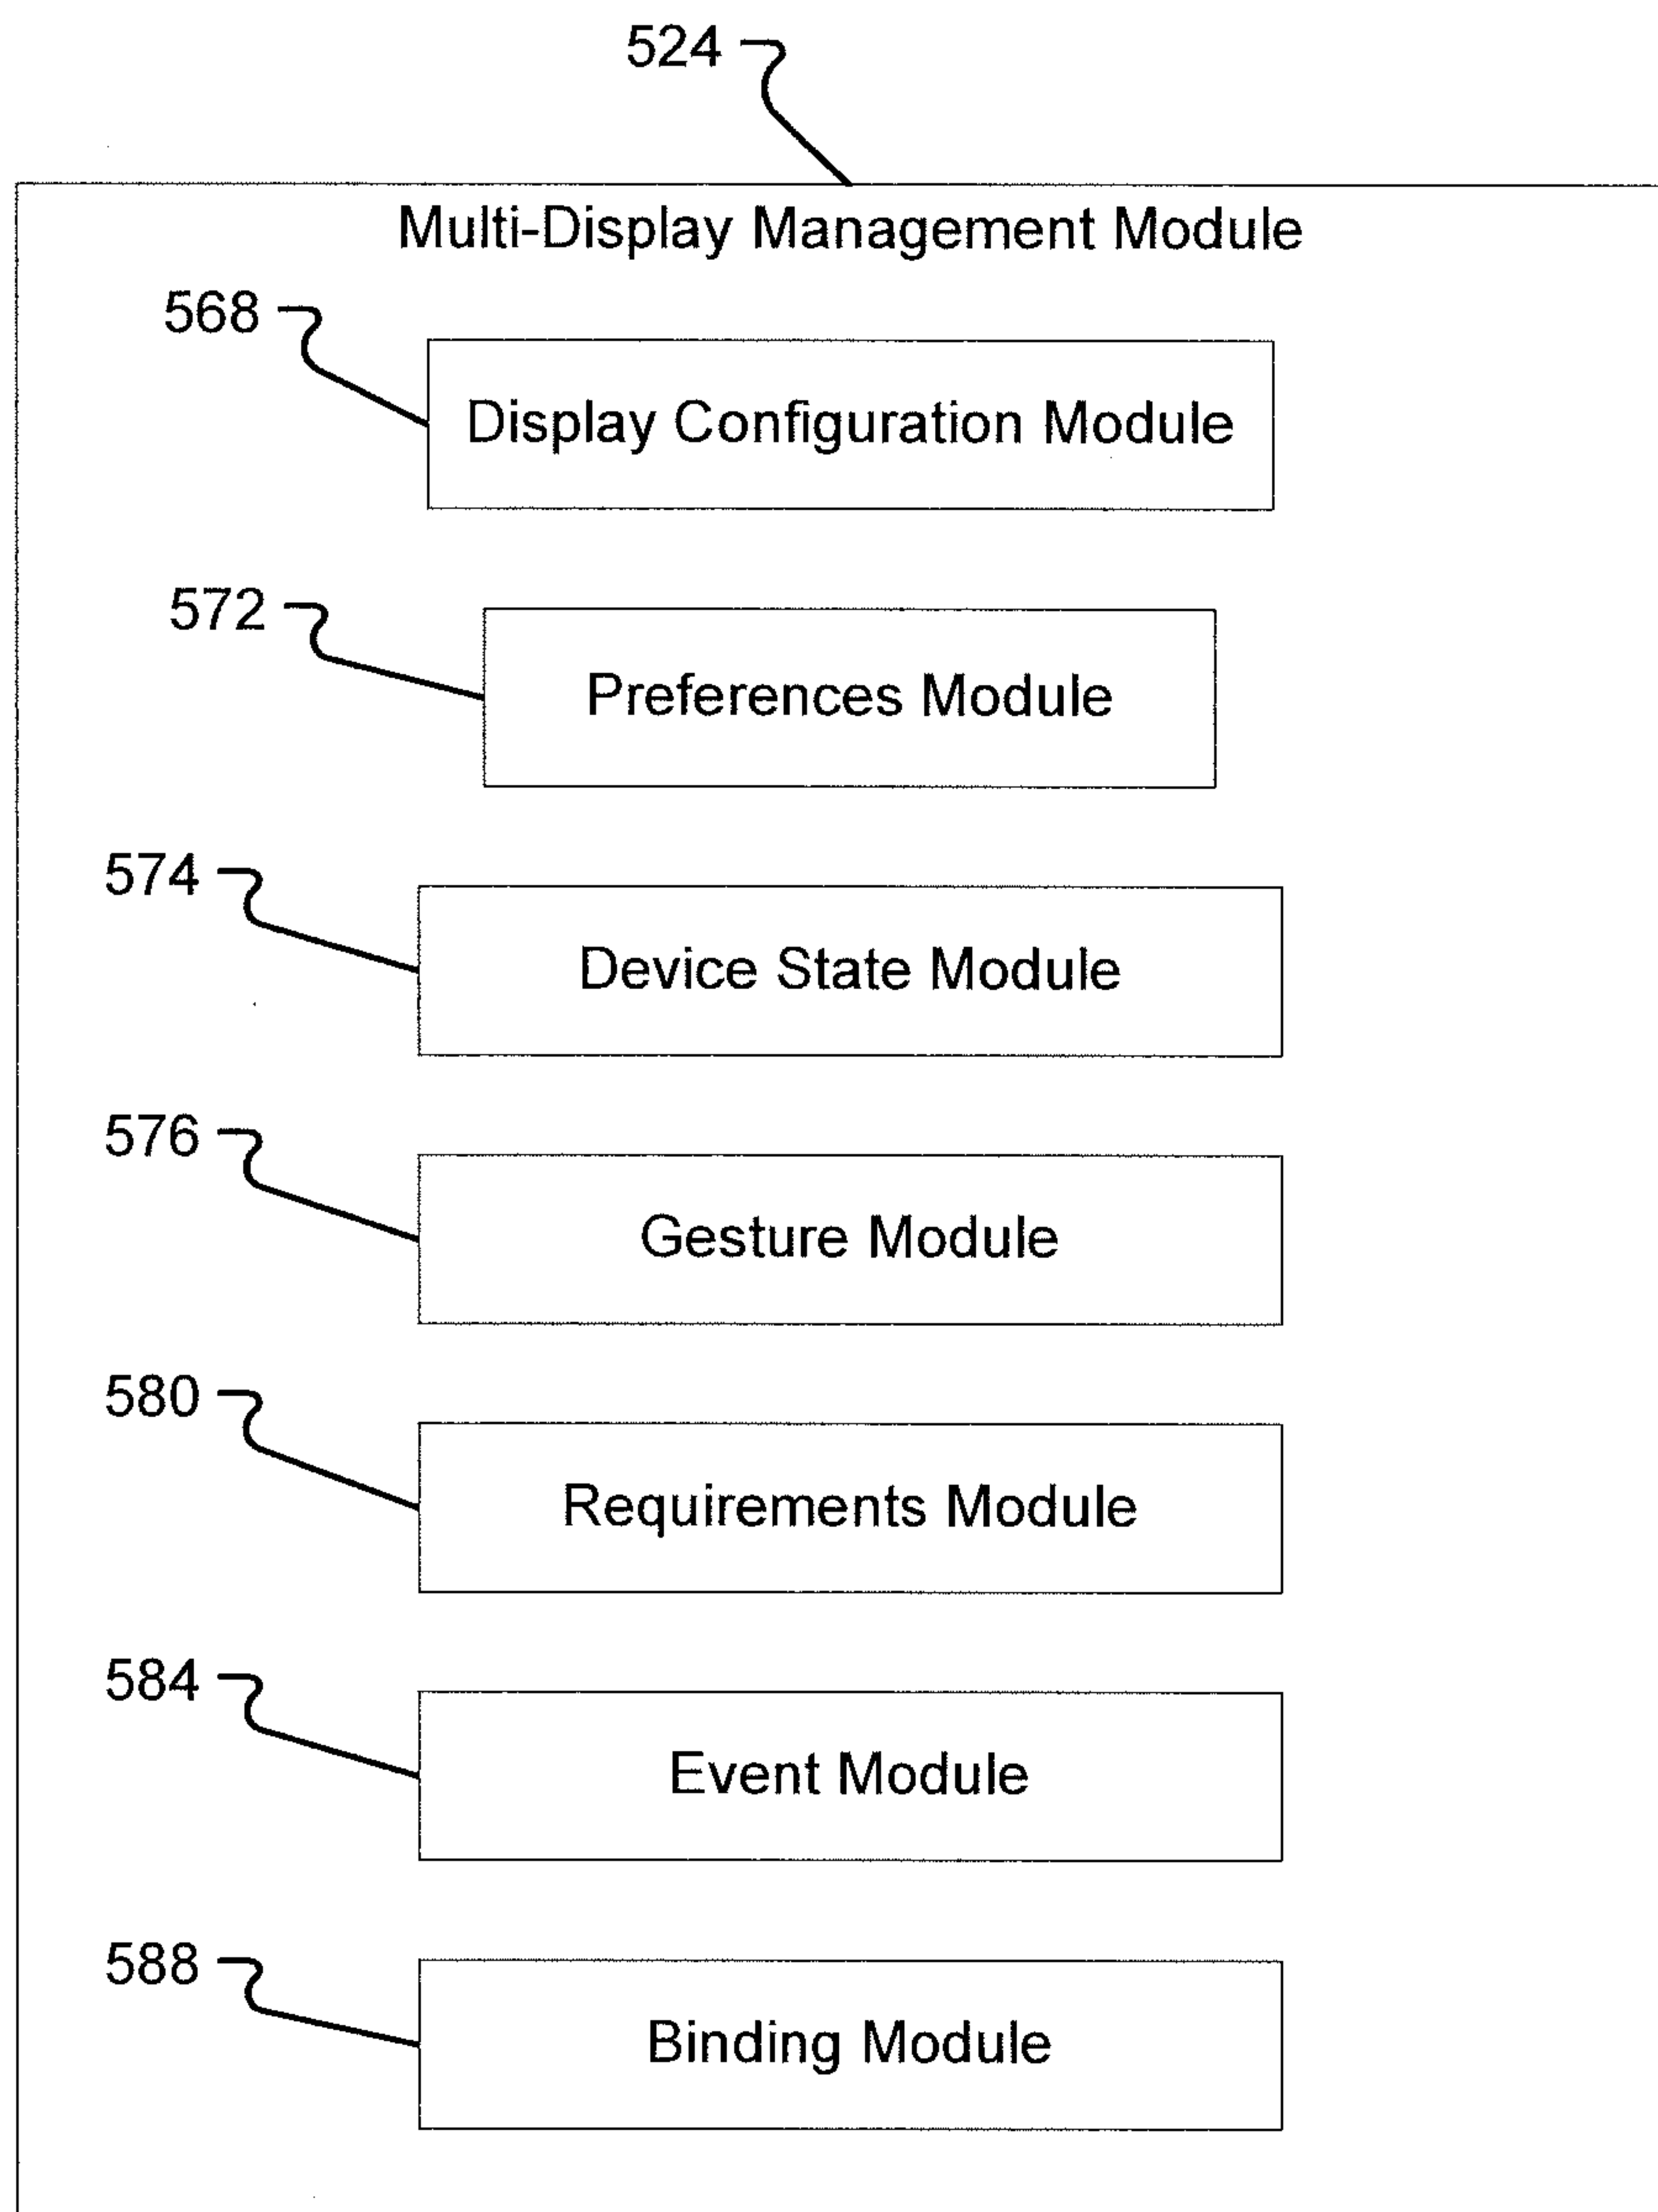 524
Multi-Display Management Module
568
Display Configuration Module
572
Preferences Module
574
Device State Module
576
Gesture Module
580
Requirements Module
584
Event Module
588
Binding Module